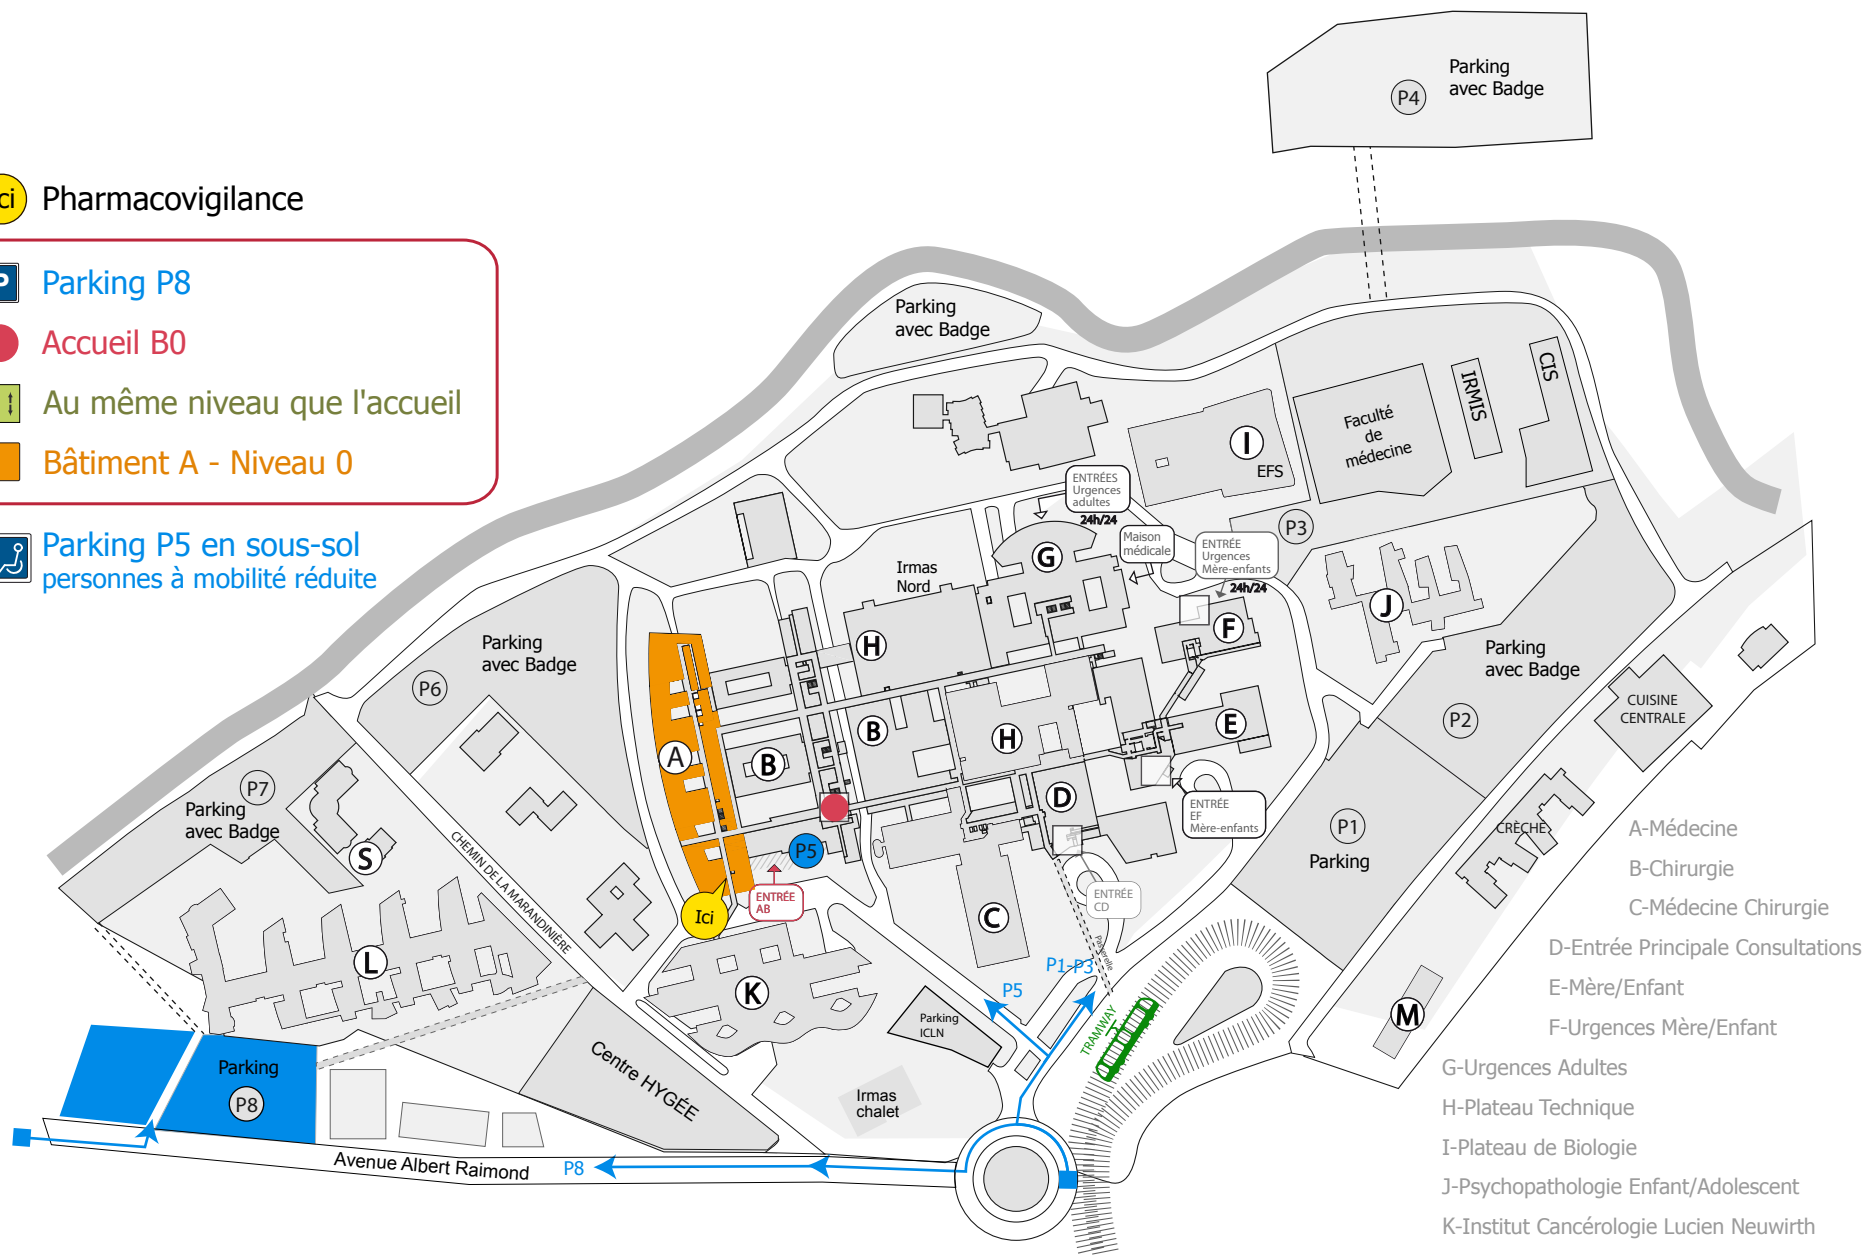 Parking
avec Badge
P4
ci
Pharmacovigilance
P
Parking P8
Accueil B0
Au même niveau que l'accueil
Bâtiment A - Niveau 0
Parking P5 en sous-sol
personnes à mobilité réduite
Parking
avec Badge
CIS
IRMIS
Faculté
de
médecine
I
EFS
ENTRÉES
Urgences
adultes
24h/24
Maison
médicale
ENTRÉE
Urgences
Mère-enfants
24h/24
P3
G
Irmas
Nord
H
F
J
Parking
avec Badge
P6
Parking
avec Badge
P2
CUISINE
CENTRALE
A
B
B
H
E
D
P7
Parking
avec Badge
S
CHEMIN DE LA MARANDINIÈRE
P5
ENTRÉE
AB
Ici
ENTRÉE
EF
Mère-enfants
P1
Parking
CRÈCHE
ENTRÉE
CD
C
Passerelle
L
K
P1-P3
P5
TRAMWAY
Parking
ICLN
M
Centre HYGÉE
Irmas
chalet
Parking
P8
Avenue Albert Raimond
P8
A-Médecine
B-Chirurgie
C-Médecine Chirurgie
D-Entrée Principale Consultations
E-Mère/Enfant
F-Urgences Mère/Enfant
G-Urgences Adultes
H-Plateau Technique
I-Plateau de Biologie
J-Psychopathologie Enfant/Adolescent
K-Institut Cancérologie Lucien Neuwirth